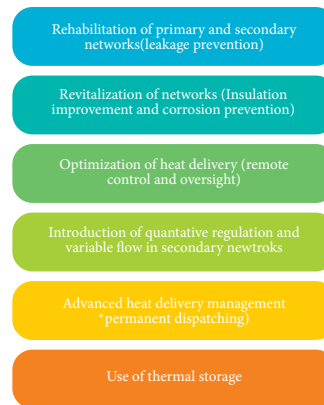 Rehabilitation of primary and secondary
networks(leakage prevention)
Revitalization of networks (Insulation
improvement and corrosion prevention)
Optimization of heat delivery (remote
control and oversight)
Introduction of quantative regulation and
variable flow in secondary newtroks
Advanced heat delivery management
*permanent dispatching)
Use of thermal storage